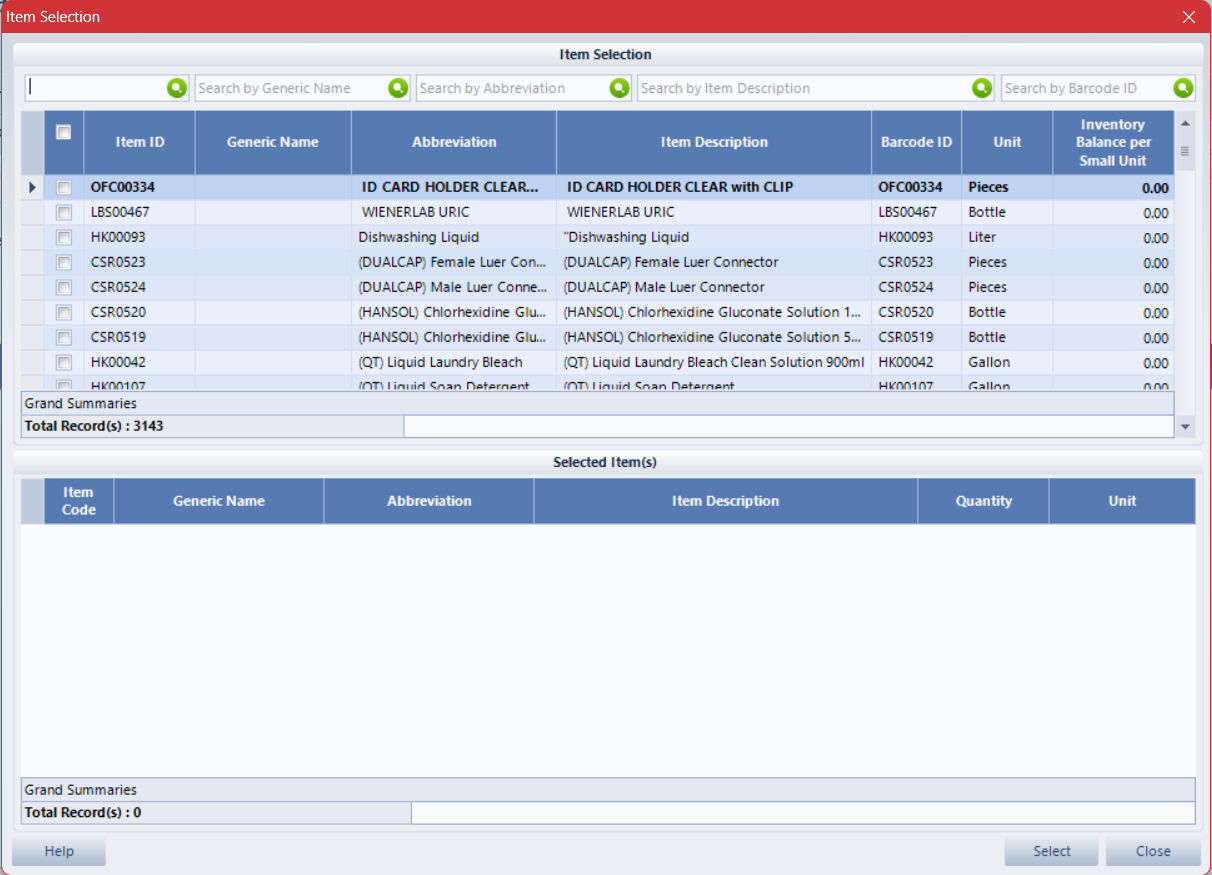 Item Selection
Item Selection
Search by Generic Name Search by Abbreviation Search by Item Description Search by Barcode ID
Item ID Generic Name Abbreviation Item Description Barcode ID Unit Inventory Balance per Small Unit
OFC00334 ID CARD HOLDER CLEAR... ID CARD HOLDER CLEAR with CLIP OFC00334 Pieces 0.00
LBS00467 WIENERLAB URIC WIENERLAB URIC LBS00467 Bottle 0.00
HK00093 Dishwashing Liquid "Dishwashing Liquid HK00093 Liter 0.00
CSR0523 (DUALCAP) Female Luer Con... (DUALCAP) Female Luer Connector CSR0523 Pieces 0.00
CSR0524 (DUALCAP) Male Luer Conne... (DUALCAP) Male Luer Connector CSR0524 Pieces 0.00
CSR0520 (HANSOL) Chlorhexidine Glu... (HANSOL) Chlorhexidine Gluconate Solution 1... CSR0520 Bottle 0.00
CSR0519 (HANSOL) Chlorhexidine Glu... (HANSOL) Chlorhexidine Gluconate Solution 5... CSR0519 Bottle 0.00
HK00042 (QT) Liquid Laundry Bleach (QT) Liquid Laundry Bleach Clean Solution 900ml HK00042 Gallon 0.00
HK00107 (QT) Liquid Soap Detergent (QT) Liquid Soap Detergent HK00107 Gallon 0.00
Grand Summaries
Total Record(s) : 3143
Selected Item(s)
Item Code Generic Name Abbreviation Item Description Quantity Unit
Grand Summaries
Total Record(s) : 0
Help Select Close